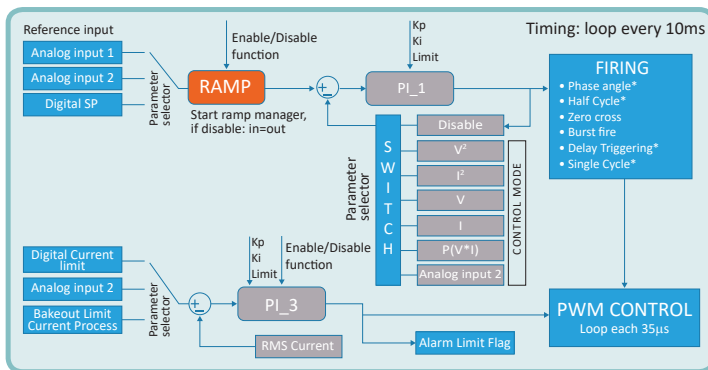 Reference input
Analog input 1
Analog input 2
Digital SP
Parameter
selector
Enable/Disable
function
RAMP
Start ramp manager,
if disable: in=out
Kp
Ki
Limit
PI_1
Timing: loop every 10ms
FIRING
• Phase angle*
• Half Cycle*
• Zero cross
• Burst fire
• Delay Triggering*
• Single Cycle*
Parameter
selector
SWITCH
Disable
V²
I²
V
I
P(V*I)
Analog input 2
CONTROL MODE
Digital Current
limit
Analog input 2
Bakeout Limit
Current Process
Parameter
selector
Kp
Ki
Limit
Enable/Disable
function
PI_3
RMS Current
Alarm Limit Flag
PWM CONTROL
Loop each 35µs